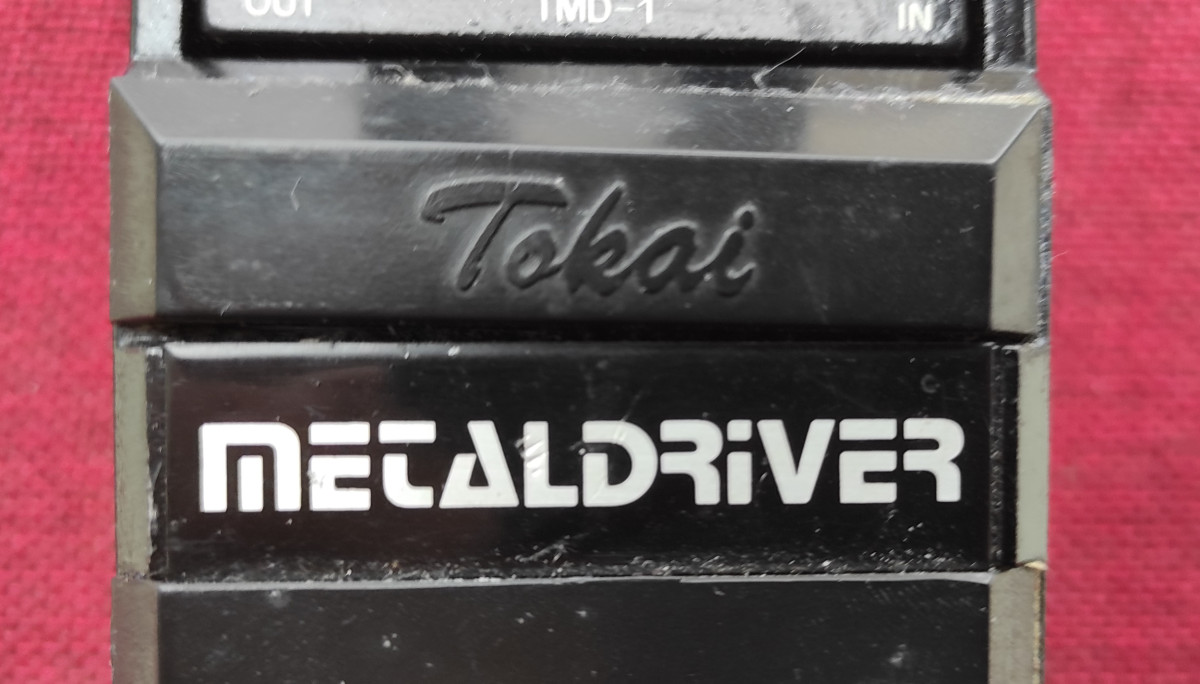 OUT TMD-1 IN
Tokai
METALDRIVER